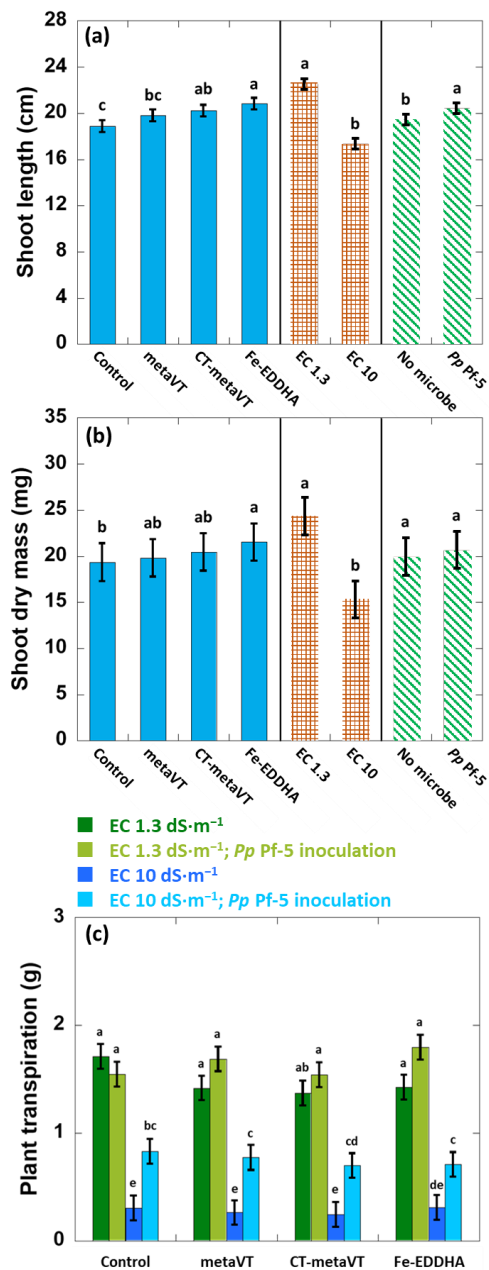 (a)
Shoot length (cm)
28
24
20
16
12
8
4
0
c
bc
ab
a
a
b
b
a
Control
metaVT
CT-metaVT
Fe-EDDHA
EC 1.3
EC 10
No microbe
Pp Pf-5
(b)
Shoot dry mass (mg)
35
30
25
20
15
10
5
0
b
ab
ab
a
a
b
a
a
Control
metaVT
CT-metaVT
Fe-EDDHA
EC 1.3
EC 10
No microbe
Pp Pf-5
EC 1.3 dS·m−1
EC 1.3 dS·m−1; Pp Pf-5 inoculation
EC 10 dS·m−1
EC 10 dS·m−1; Pp Pf-5 inoculation
(c)
Plant transpiration (g)
3
2
1
0
a
a
e
bc
a
a
e
c
ab
a
e
cd
a
a
de
c
Control
metaVT
CT-metaVT
Fe-EDDHA